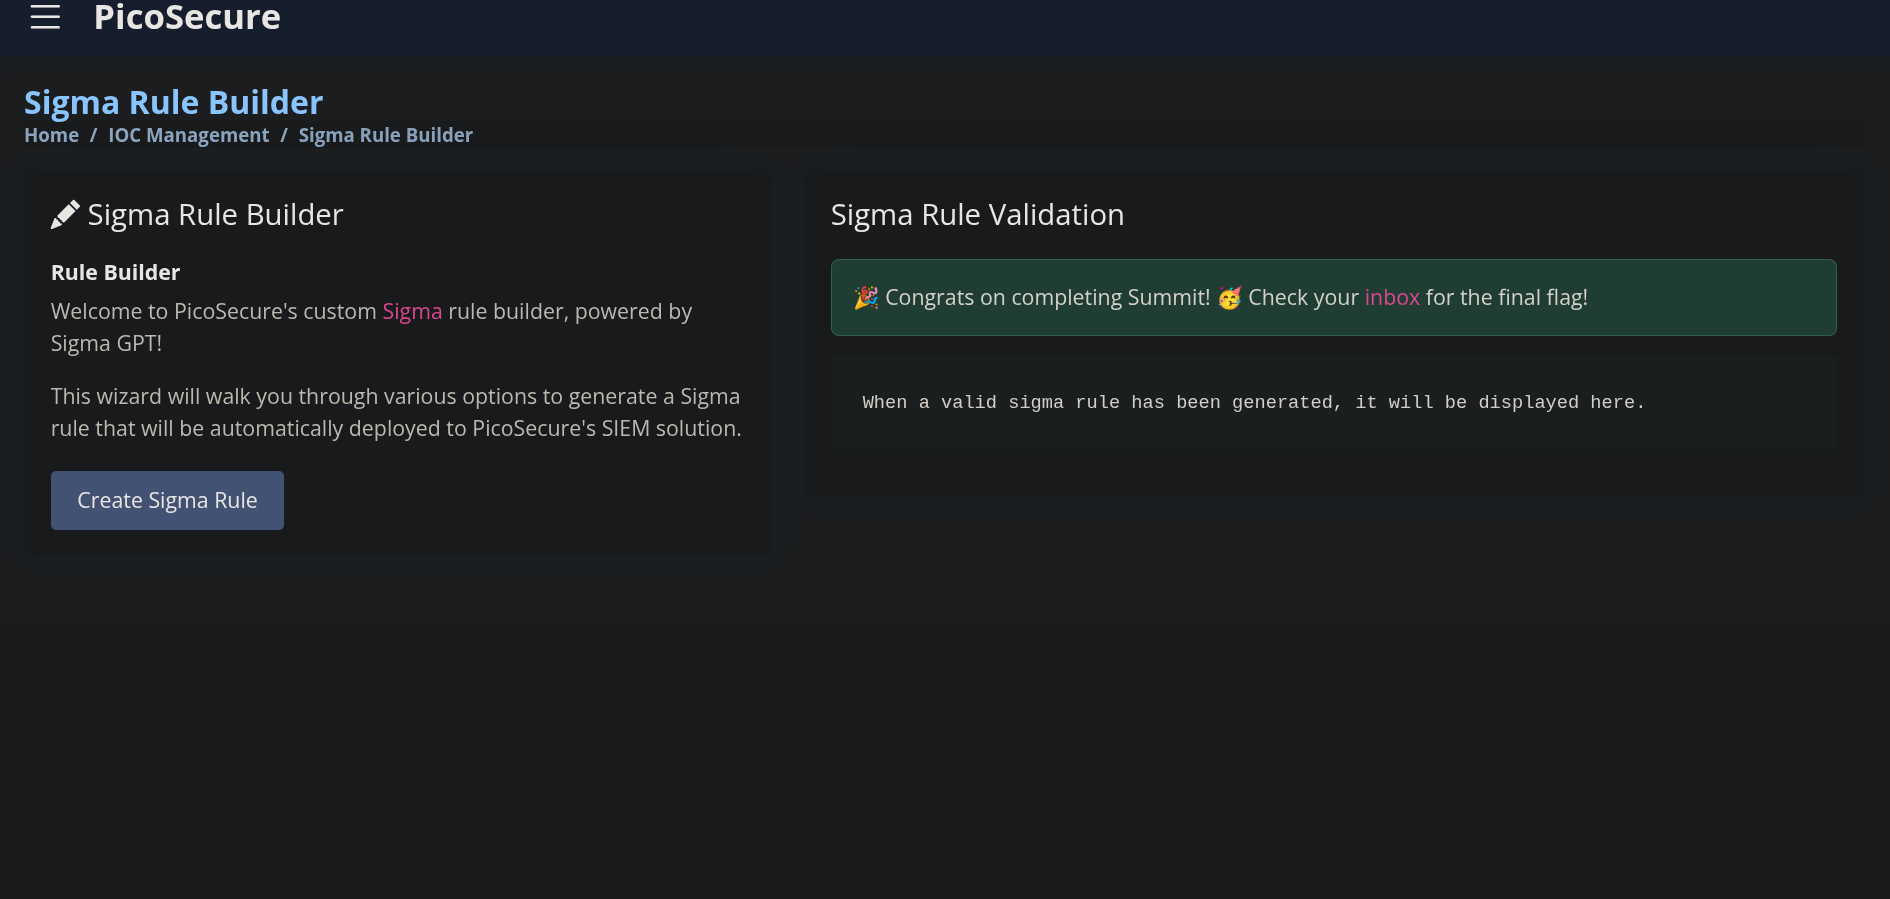 PicoSecure
Sigma Rule Builder
Home / IOC Management / Sigma Rule Builder
Sigma Rule Builder
Rule Builder
Welcome to PicoSecure's custom Sigma rule builder, powered by
Sigma GPT!
This wizard will walk you through various options to generate a Sigma
rule that will be automatically deployed to PicoSecure's SIEM solution.
Create Sigma Rule
Sigma Rule Validation
🎉 Congrats on completing Summit! 🥳 Check your inbox for the final flag!
When a valid sigma rule has been generated, it will be displayed here.